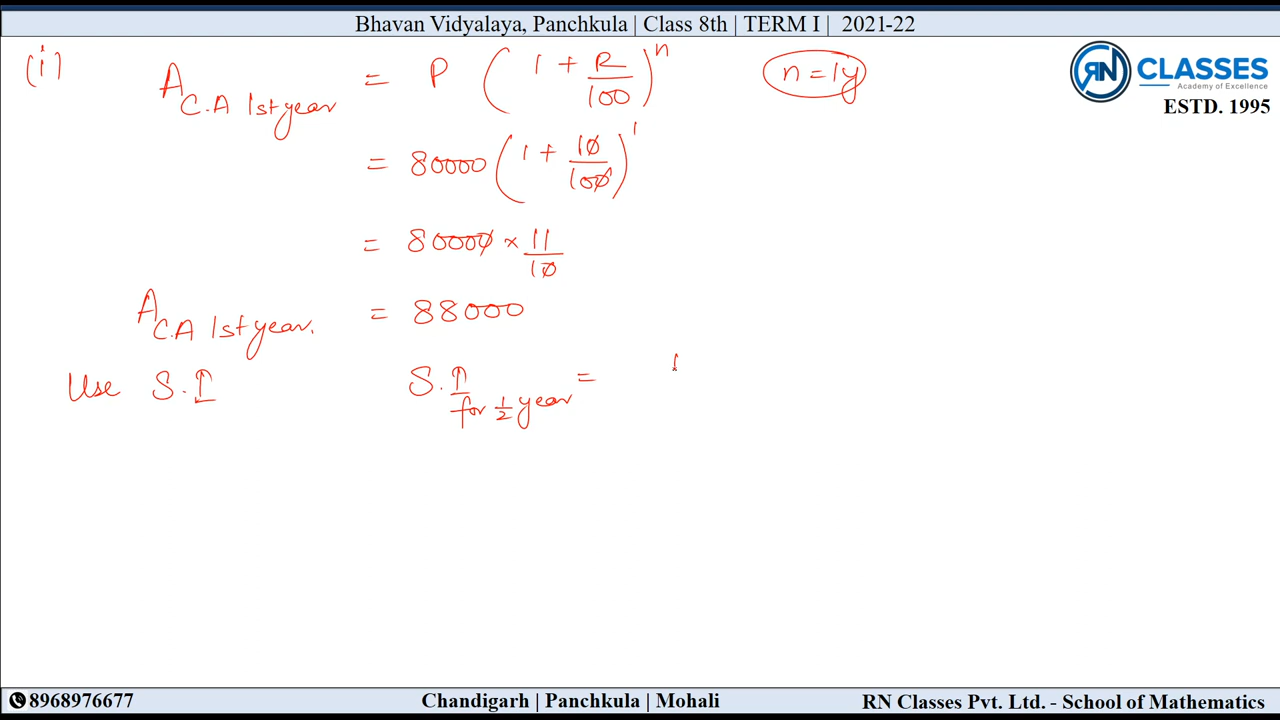 Bhavan Vidyalaya, Panchkula | Class 8th | TERM I | 2021-22
RN CLASSES
Academy of Excellence
ESTD. 1995
(i) A C.A 1st year = P (1 + R/100)^n n = 1y
= 80000 (1 + 10/100)^1
= 80000 × 11/10
A C.A 1st year. = 88000
Use S.I S.I for 1/2 year =
8968976677 Chandigarh | Panchkula | Mohali RN Classes Pvt. Ltd. - School of Mathematics